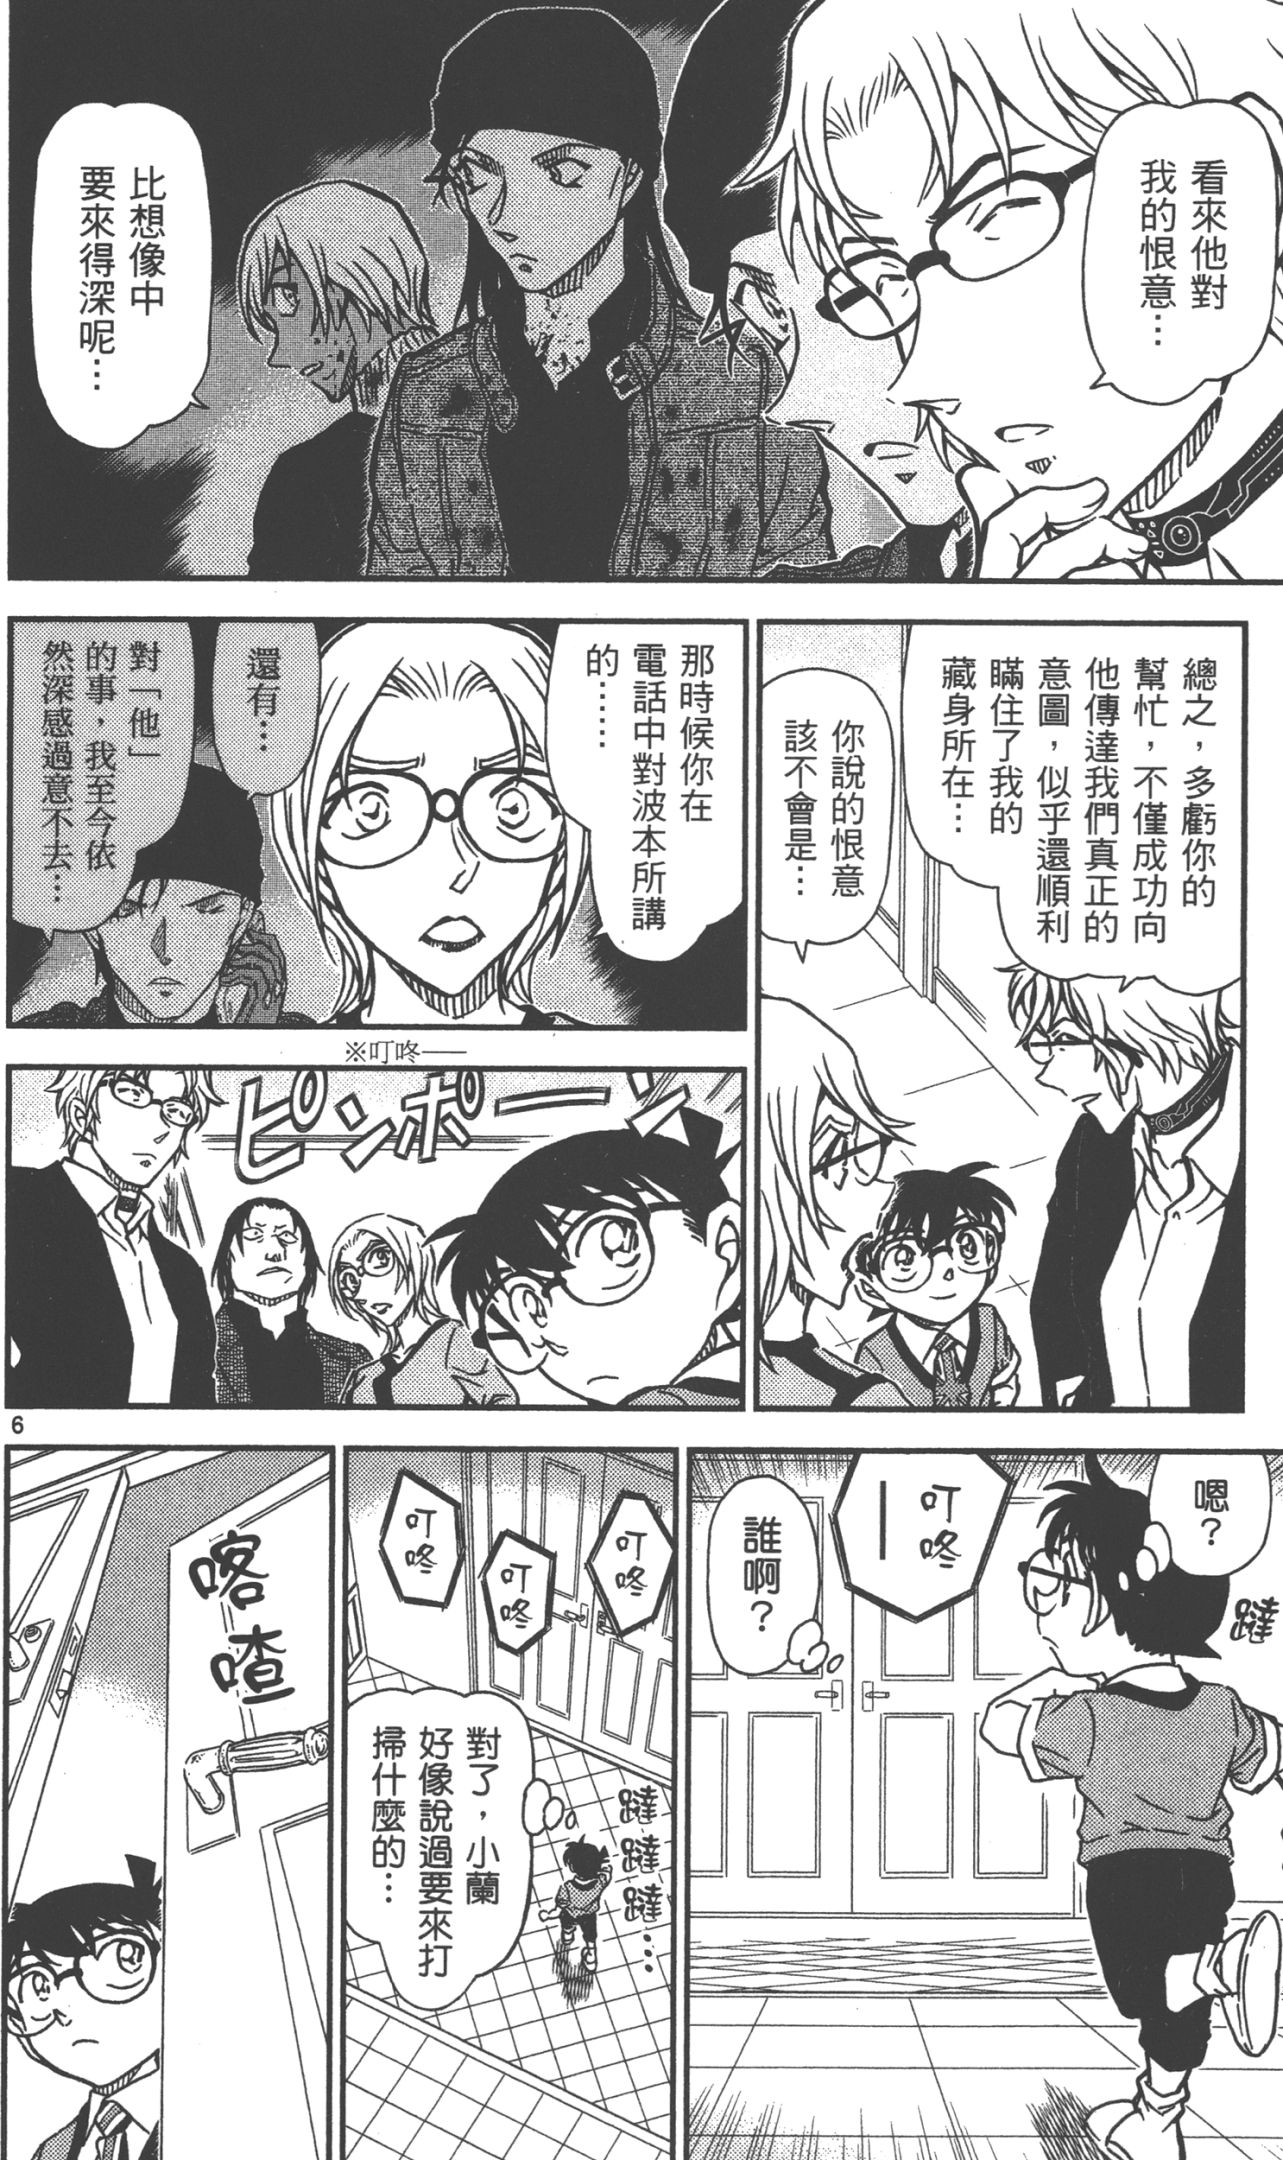 看來他對
我的恨意…
比想像中
要來得深呢…
總之，多虧你的
幫忙，不僅成功向
他傳達我們真正的
意圖，似乎還順利
瞞住了我的
藏身所在…
你說的恨意
該不會是…
那時候你在
電話中對波本所講
的……
還有…
對「他」
的事，我至今依
然深感過意不去…
※叮咚──
ピンポーン
6
嗯？
躂
叮咚
─
誰啊？
叮咚
叮咚
叮咚
對了，小蘭
好像說過要來打
掃什麼的…
躂
躂
躂
…
喀
喳